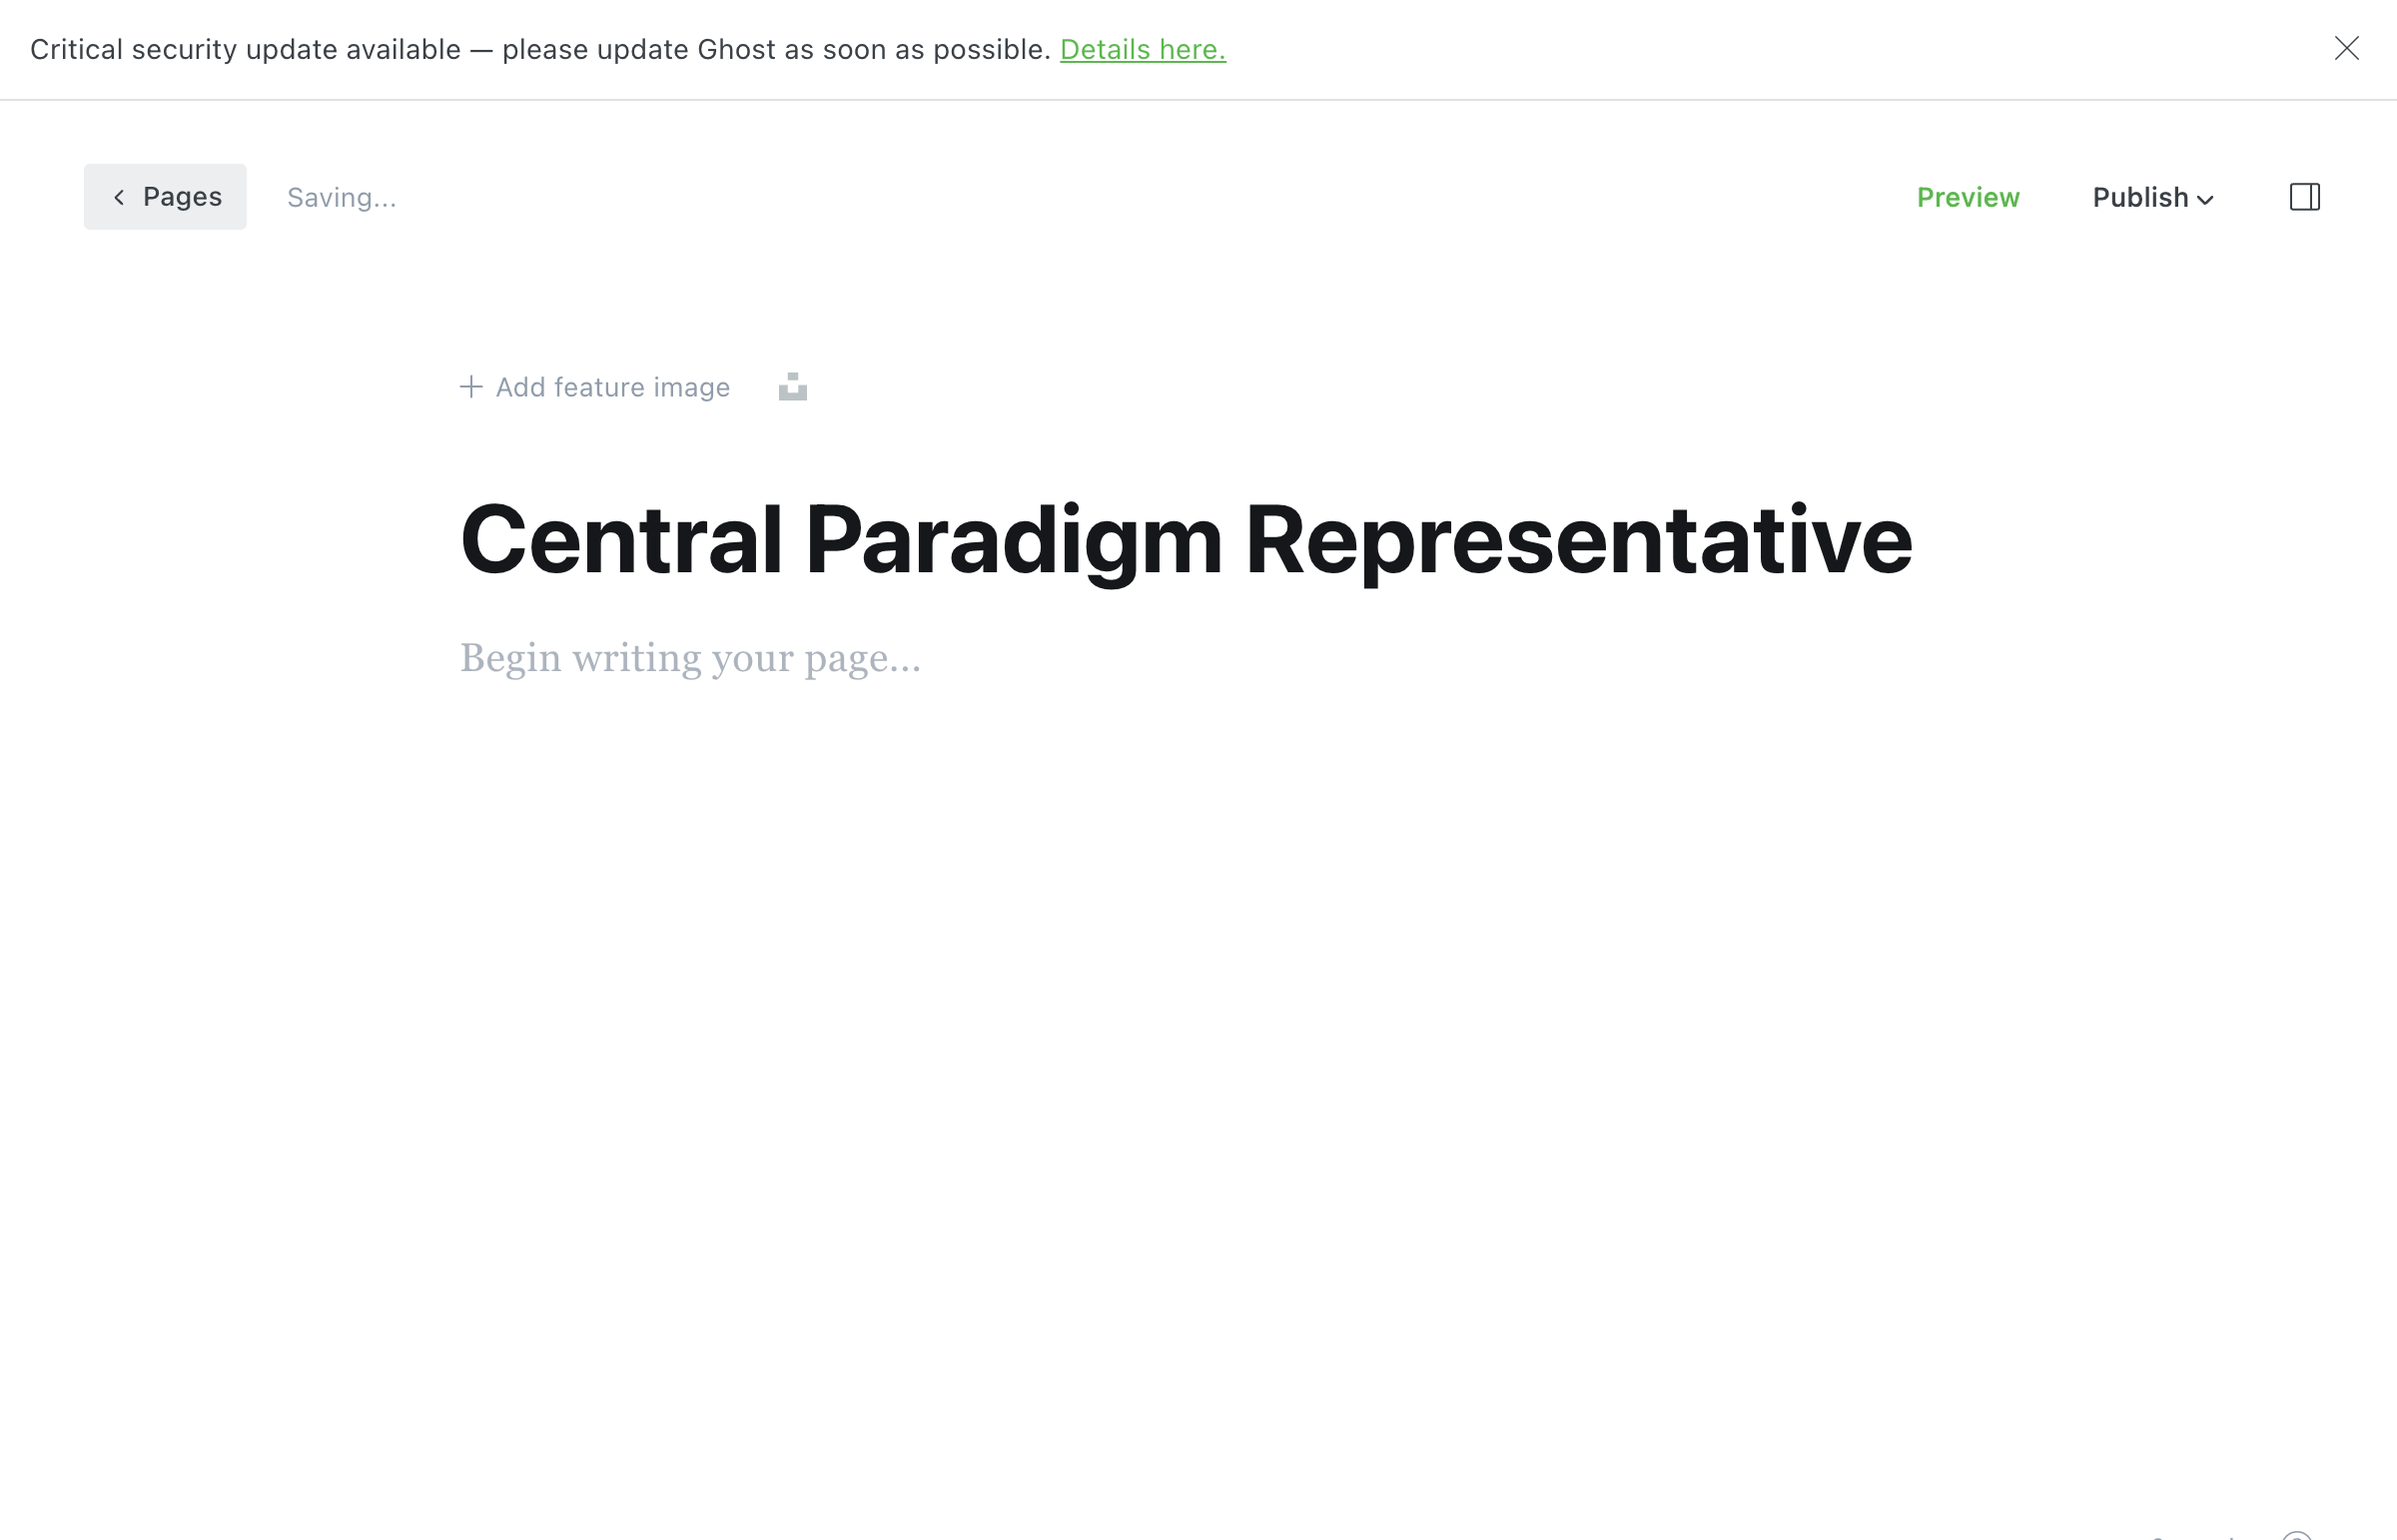 Critical security update available — please update Ghost as soon as possible. Details here.
Pages
Saving...
Preview
Publish
Add feature image
Central Paradigm Representative
Begin writing your page...